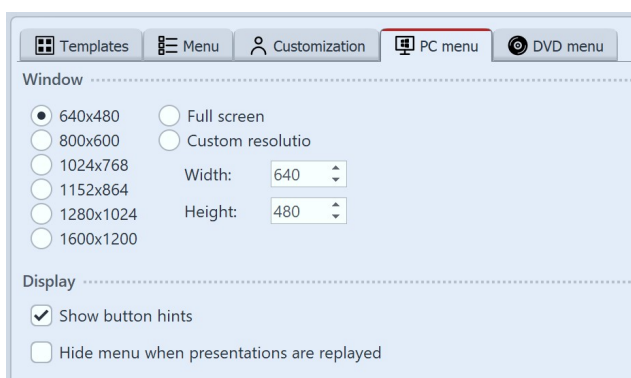 Templates Menu Customization PC menu DVD menu
Window
640x480 Full screen
800x600 Custom resolutio
1024x768
Width: 640
1152x864
Height: 480
1280x1024
1600x1200
Display
Show button hints
Hide menu when presentations are replayed